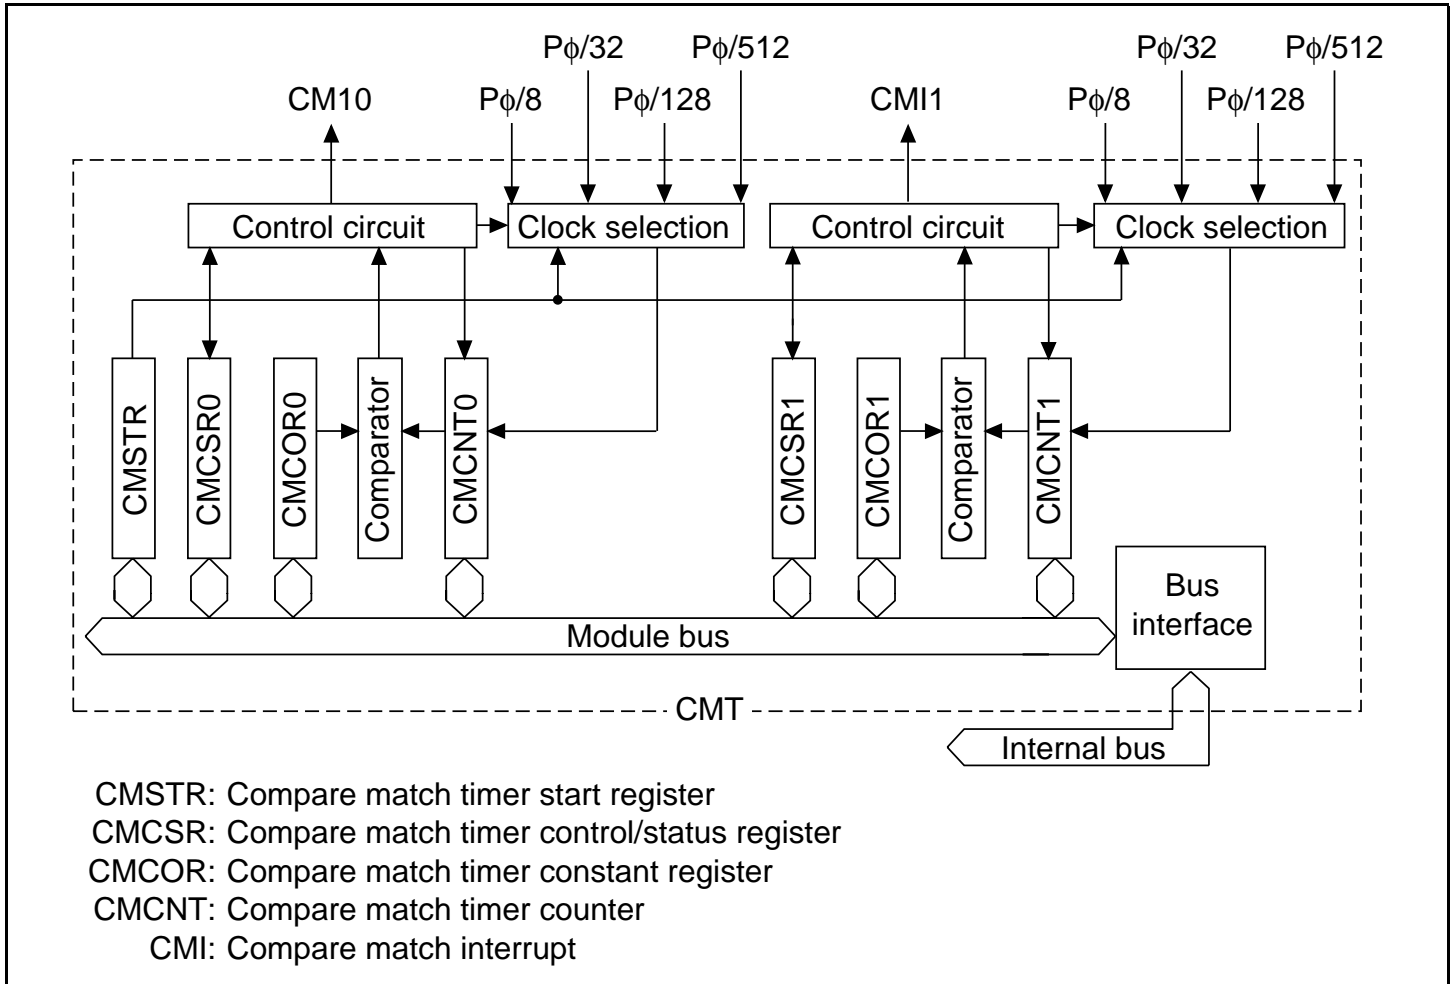 Pϕ/32 Pϕ/512 Pϕ/32 Pϕ/512
CM10 Pϕ/8 Pϕ/128 CMI1 Pϕ/8 Pϕ/128
Control circuit Clock selection Control circuit Clock selection
CMSTR
CMCSR0
CMCOR0
Comparator
CMCNT0
CMCSR1
CMCOR1
Comparator
CMCNT1
Bus
interface
Module bus
CMT
Internal bus
CMSTR: Compare match timer start register
CMCSR: Compare match timer control/status register
CMCOR: Compare match timer constant register
CMCNT: Compare match timer counter
CMI: Compare match interrupt